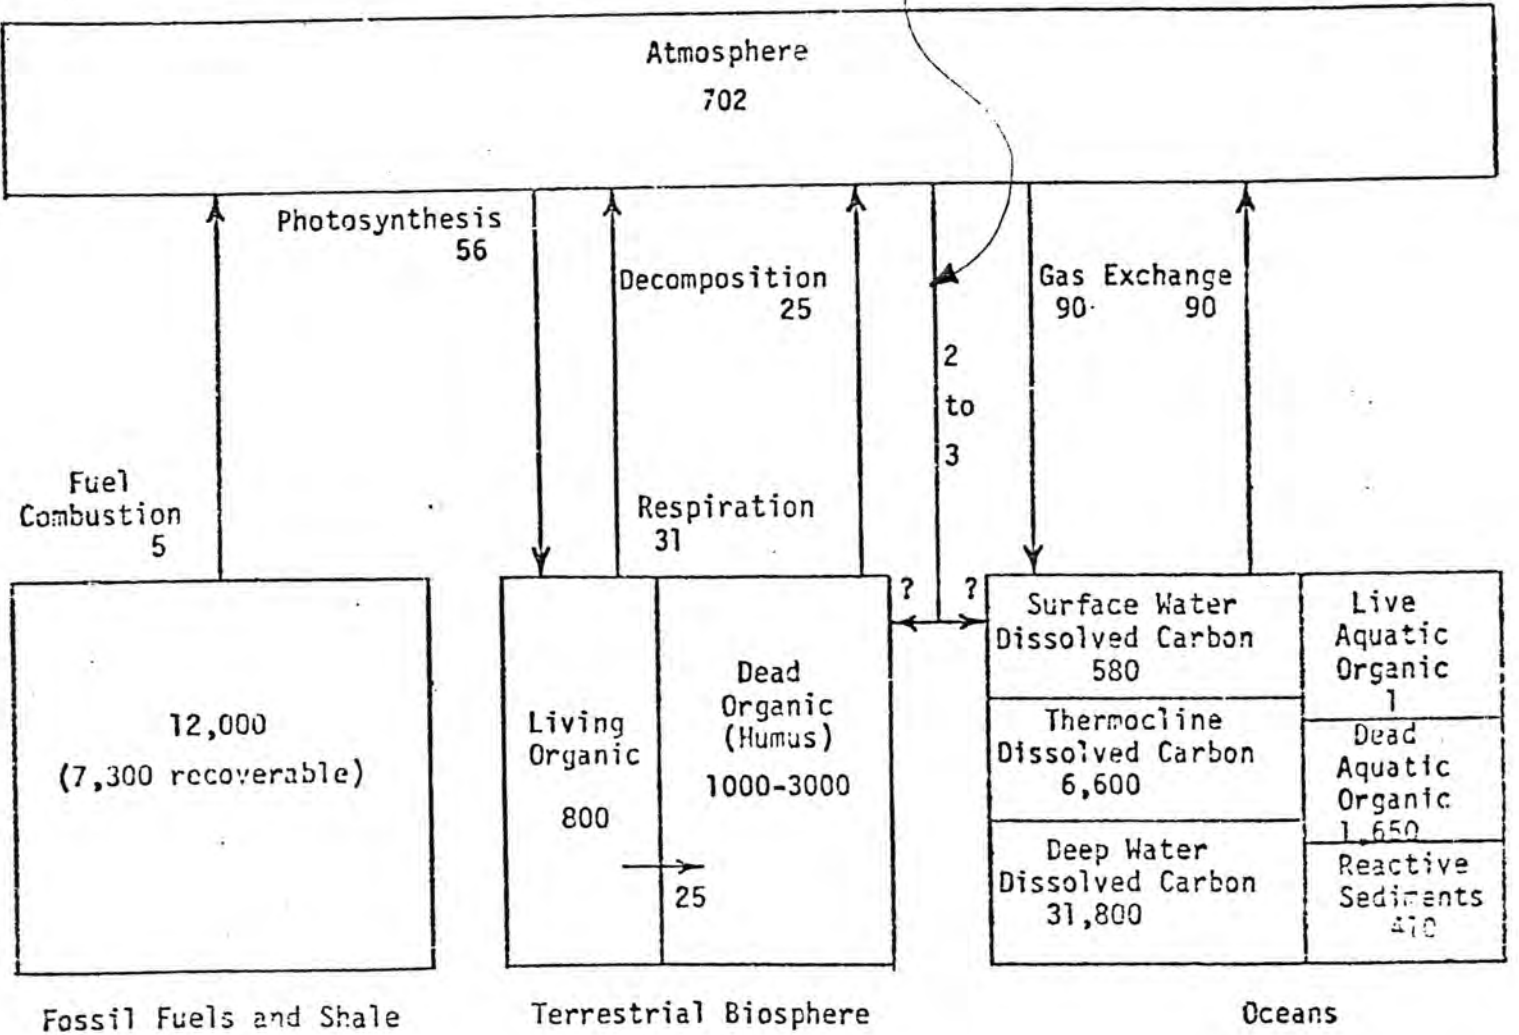 Atmosphere
702
Photosynthesis
56
Decomposition
25
Gas Exchange
90 90
2
to
3
Fuel
Combustion
5
Respiration
31
? ?
12,000
(7,300 recoverable)
Living
Organic
800
25
Dead
Organic
(Humus)
1000-3000
Surface Water
Dissolved Carbon
580
Thermocline
Dissolved Carbon
6,600
Deep Water
Dissolved Carbon
31,800
Live
Aquatic
Organic
1
Dead
Aquatic
Organic
1,650
Reactive
Sediments
Fossil Fuels and Shale
Terrestrial Biosphere
Oceans